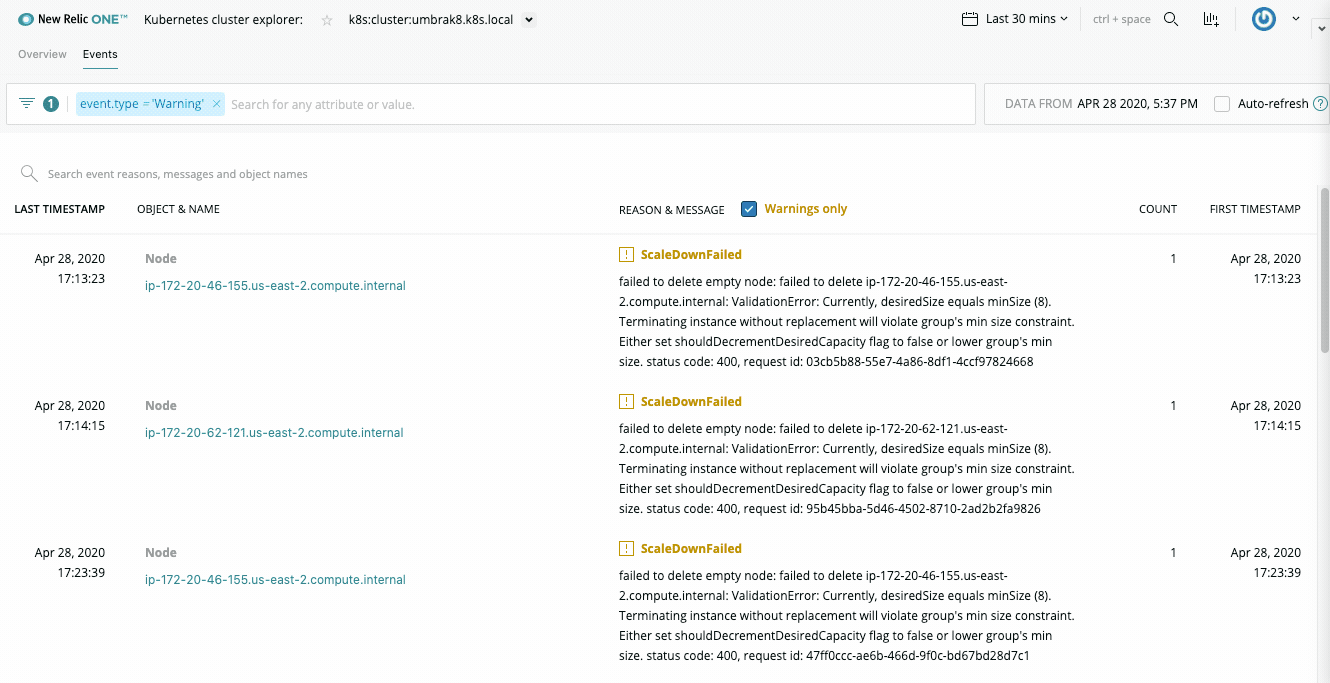 New Relic ONE™ Kubernetes cluster explorer: k8s:cluster:umbrak8.k8s.local Last 30 mins ctrl + space
Overview Events
1 event.type = 'Warning' × Search for any attribute or value. DATA FROM APR 28 2020, 5:37 PM Auto-refresh ?
Search event reasons, messages and object names
LAST TIMESTAMP OBJECT & NAME REASON & MESSAGE Warnings only COUNT FIRST TIMESTAMP
Apr 28, 2020 Node ! ScaleDownFailed 1 Apr 28, 2020
17:13:23 ip-172-20-46-155.us-east-2.compute.internal 17:13:23
failed to delete empty node: failed to delete ip-172-20-46-155.us-east-
2.compute.internal: ValidationError: Currently, desiredSize equals minSize (8).
Terminating instance without replacement will violate group's min size constraint.
Either set shouldDecrementDesiredCapacity flag to false or lower group's min
size. status code: 400, request id: 03cb5b88-55e7-4a86-8df1-4ccf97824668
Apr 28, 2020 Node ! ScaleDownFailed 1 Apr 28, 2020
17:14:15 ip-172-20-62-121.us-east-2.compute.internal 17:14:15
failed to delete empty node: failed to delete ip-172-20-62-121.us-east-
2.compute.internal: ValidationError: Currently, desiredSize equals minSize (8).
Terminating instance without replacement will violate group's min size constraint.
Either set shouldDecrementDesiredCapacity flag to false or lower group's min
size. status code: 400, request id: 95b45bba-5d46-4502-8710-2ad2b2fa9826
Apr 28, 2020 Node ! ScaleDownFailed 1 Apr 28, 2020
17:23:39 ip-172-20-46-155.us-east-2.compute.internal 17:23:39
failed to delete empty node: failed to delete ip-172-20-46-155.us-east-
2.compute.internal: ValidationError: Currently, desiredSize equals minSize (8).
Terminating instance without replacement will violate group's min size constraint.
Either set shouldDecrementDesiredCapacity flag to false or lower group's min
size. status code: 400, request id: 47ff0ccc-ae6b-466d-9f0c-bd67bd28d7c1